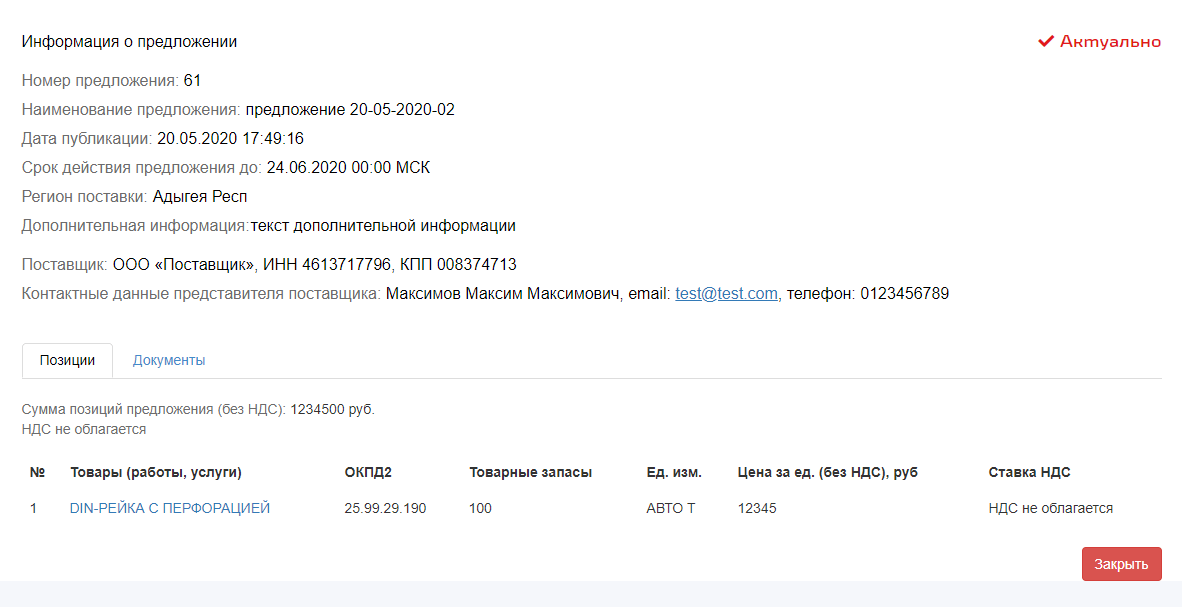 Информация о предложении
Актуально
Номер предложения: 61
Наименование предложения: предложение 20-05-2020-02
Дата публикации: 20.05.2020 17:49:16
Срок действия предложения до: 24.06.2020 00:00 МСК
Регион поставки: Адыгея Респ
Дополнительная информация:текст дополнительной информации
Поставщик: ООО «Поставщик», ИНН 4613717796, КПП 008374713
Контактные данные представителя поставщика: Максимов Максим Максимович, email: test@test.com, телефон: 0123456789
Позиции Документы
Сумма позиций предложения (без НДС): 1234500 руб.
НДС не облагается
№ Товары (работы, услуги) ОКПД2 Товарные запасы Ед. изм. Цена за ед. (без НДС), руб Ставка НДС
1 DIN-РЕЙКА С ПЕРФОРАЦИЕЙ 25.99.29.190 100 АВТО Т 12345 НДС не облагается
Закрыть